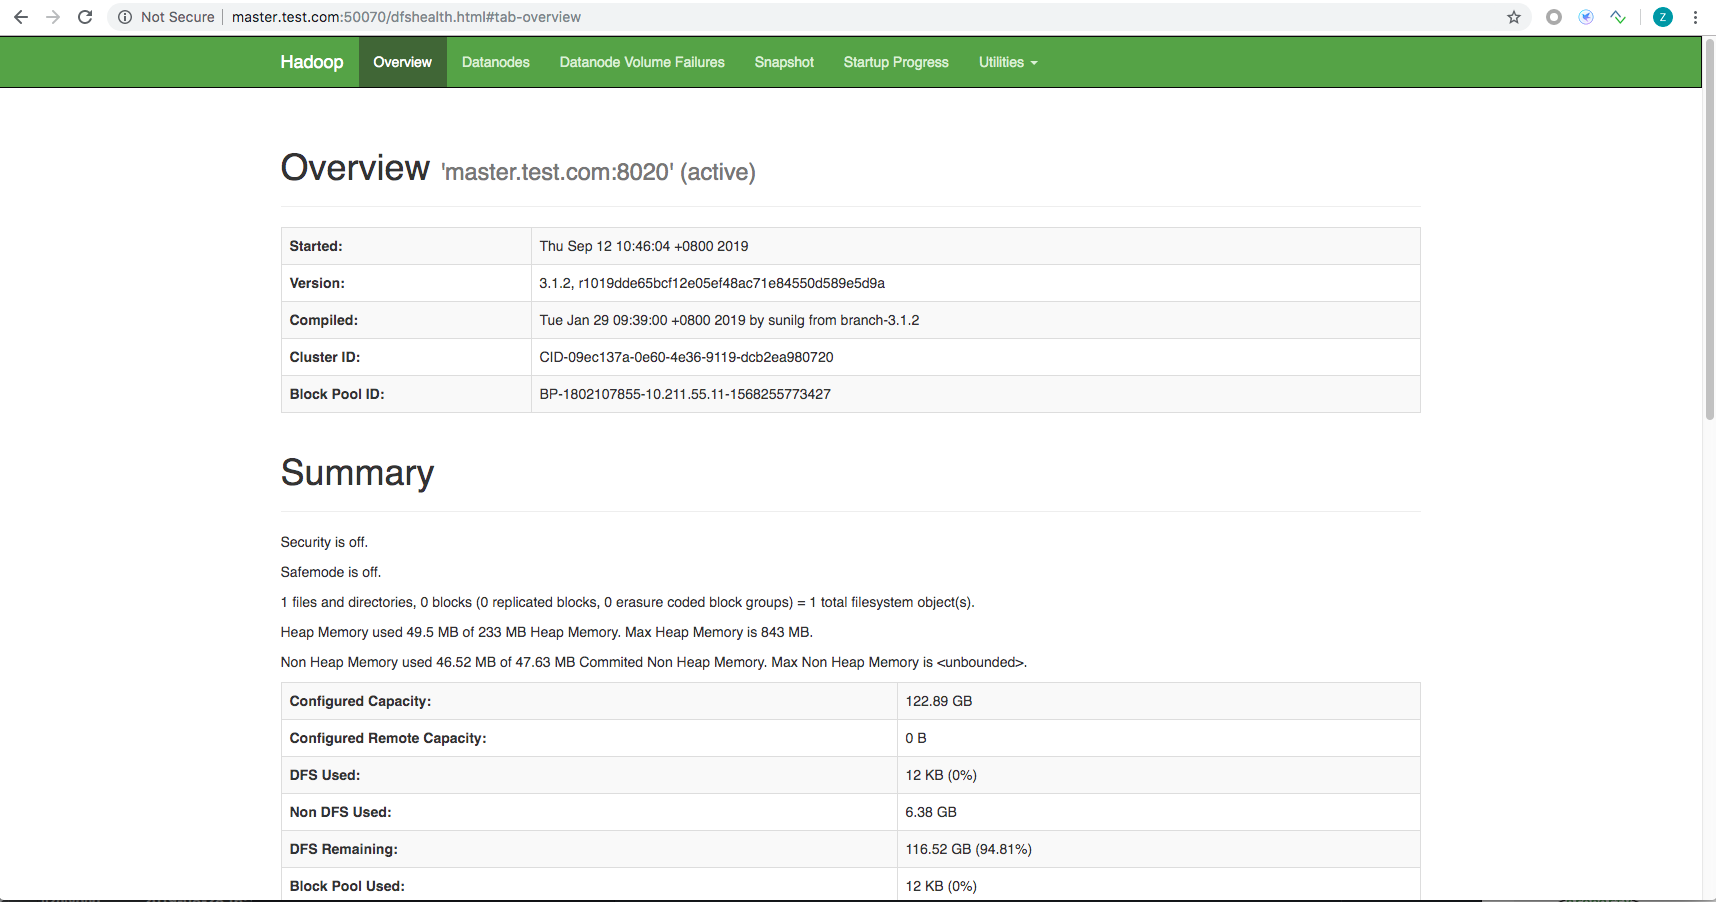 Not Secure | master.test.com:50070/dfshealth.html#tab-overview
Z
Hadoop Overview Datanodes Datanode Volume Failures Snapshot Startup Progress Utilities
Overview 'master.test.com:8020' (active)
Started: Thu Sep 12 10:46:04 +0800 2019
Version: 3.1.2, r1019dde65bcf12e05ef48ac71e84550d589e5d9a
Compiled: Tue Jan 29 09:39:00 +0800 2019 by sunilg from branch-3.1.2
Cluster ID: CID-09ec137a-0e60-4e36-9119-dcb2ea980720
Block Pool ID: BP-1802107855-10.211.55.11-1568255773427
Summary
Security is off.
Safemode is off.
1 files and directories, 0 blocks (0 replicated blocks, 0 erasure coded block groups) = 1 total filesystem object(s).
Heap Memory used 49.5 MB of 233 MB Heap Memory. Max Heap Memory is 843 MB.
Non Heap Memory used 46.52 MB of 47.63 MB Commited Non Heap Memory. Max Non Heap Memory is <unbounded>.
Configured Capacity: 122.89 GB
Configured Remote Capacity: 0 B
DFS Used: 12 KB (0%)
Non DFS Used: 6.38 GB
DFS Remaining: 116.52 GB (94.81%)
Block Pool Used: 12 KB (0%)